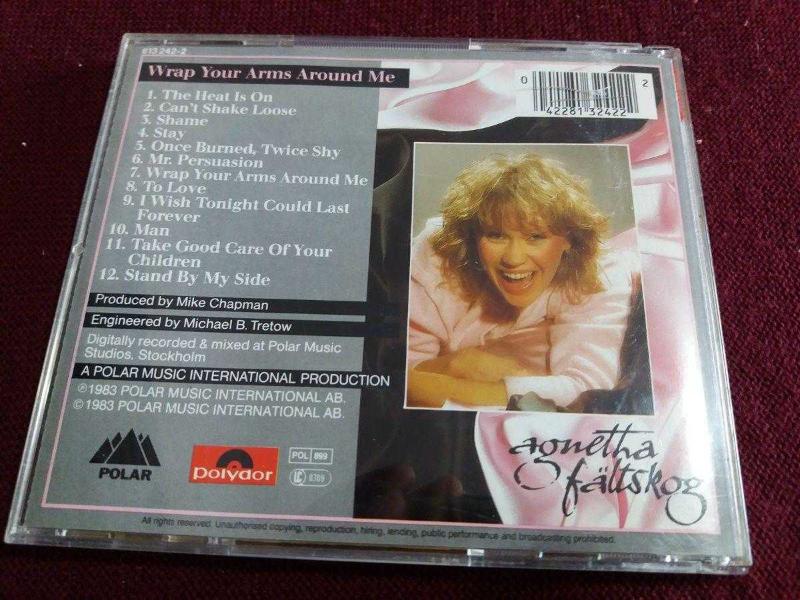 813 242-2
Wrap Your Arms Around Me
1. The Heat Is On
2. Can't Shake Loose
3. Shame
4. Stay
5. Once Burned, Twice Shy
6. Mr. Persuasion
7. Wrap Your Arms Around Me
8. To Love
9. I Wish Tonight Could Last
Forever
10. Man
11. Take Good Care Of Your
Children
12. Stand By My Side
Produced by Mike Chapman
Engineered by Michael B. Tretow
Digitally recorded & mixed at Polar Music
Studios, Stockholm
A POLAR MUSIC INTERNATIONAL PRODUCTION
℗1983 POLAR MUSIC INTERNATIONAL AB.
©1983 POLAR MUSIC INTERNATIONAL AB.
POLAR
polydor
POL 899
LC 0309
0 42281 32422 2
agnetha
fältskog
All rights reserved. Unauthorised copying, reproduction, hiring, lending, public performance and broadcasting prohibited.